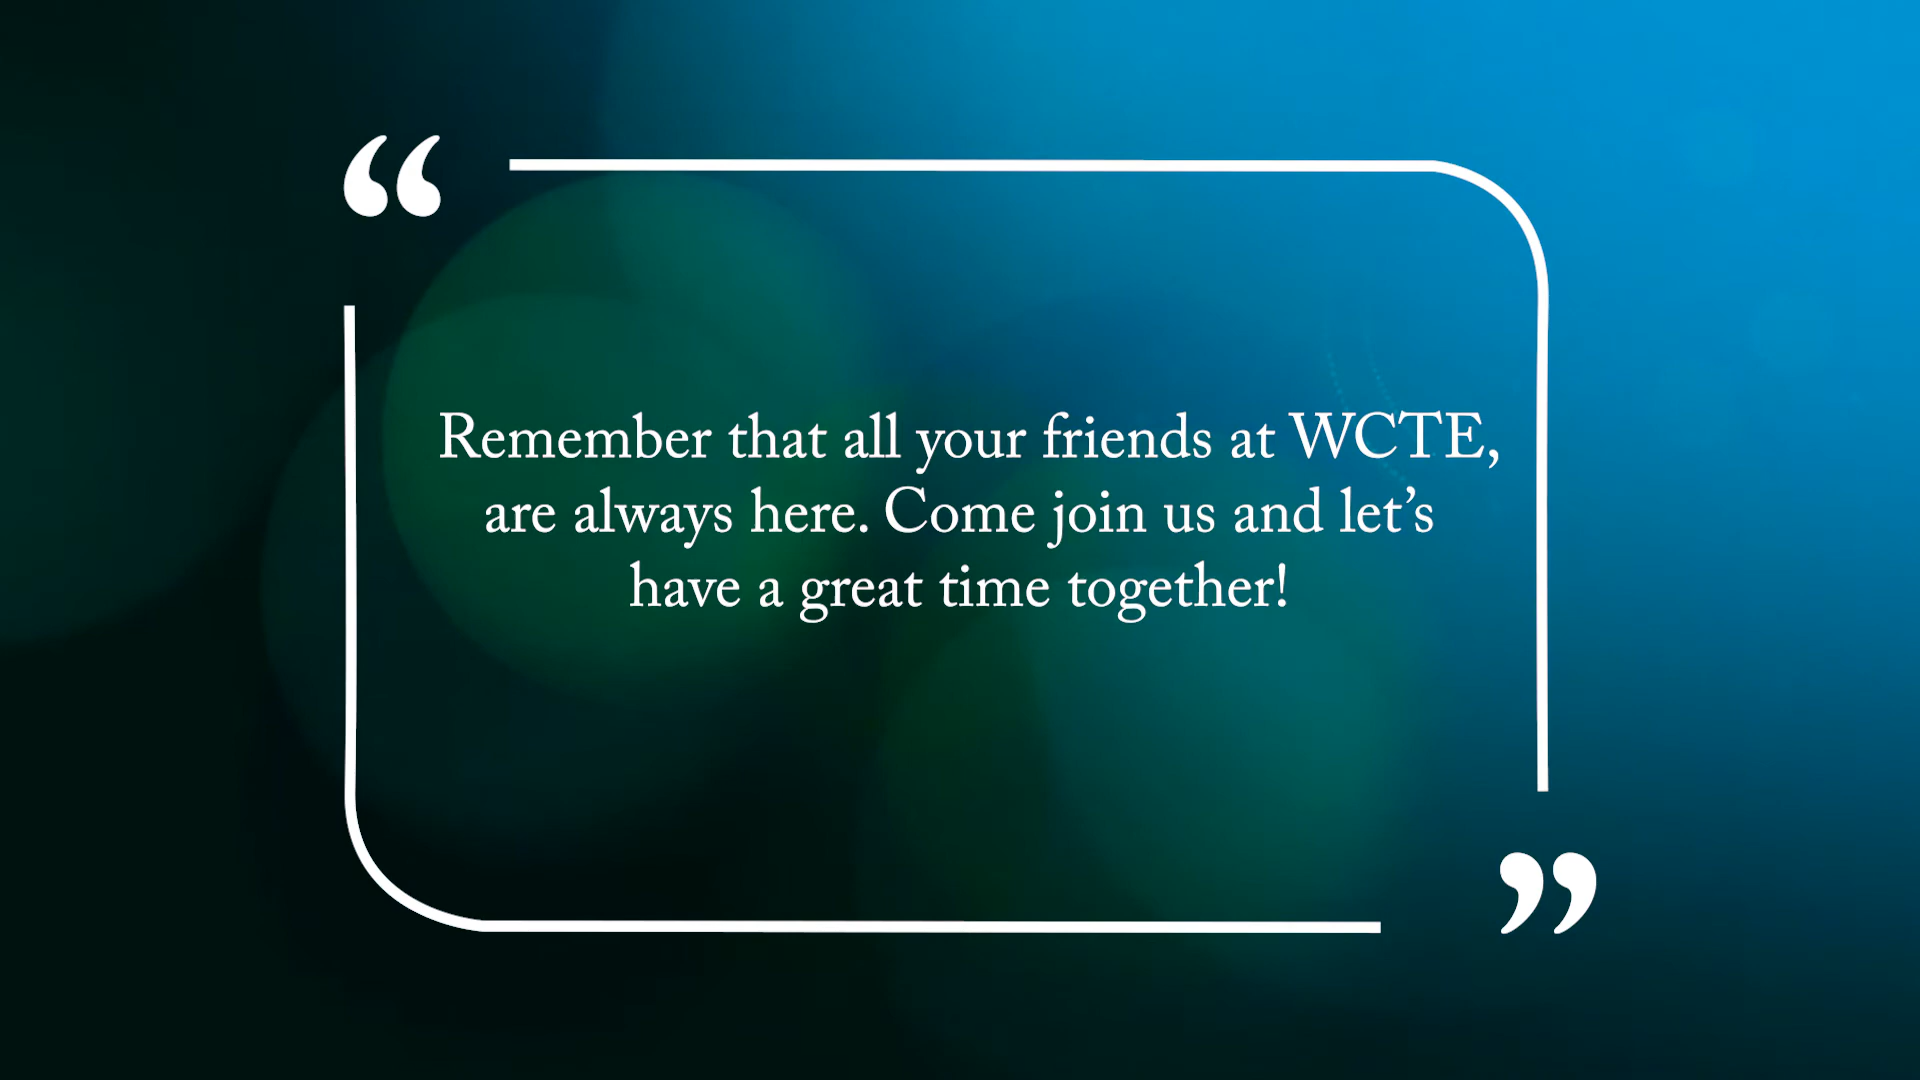 “
Remember that all your friends at WCTE,
are always here. Come join us and let’s
have a great time together!
”